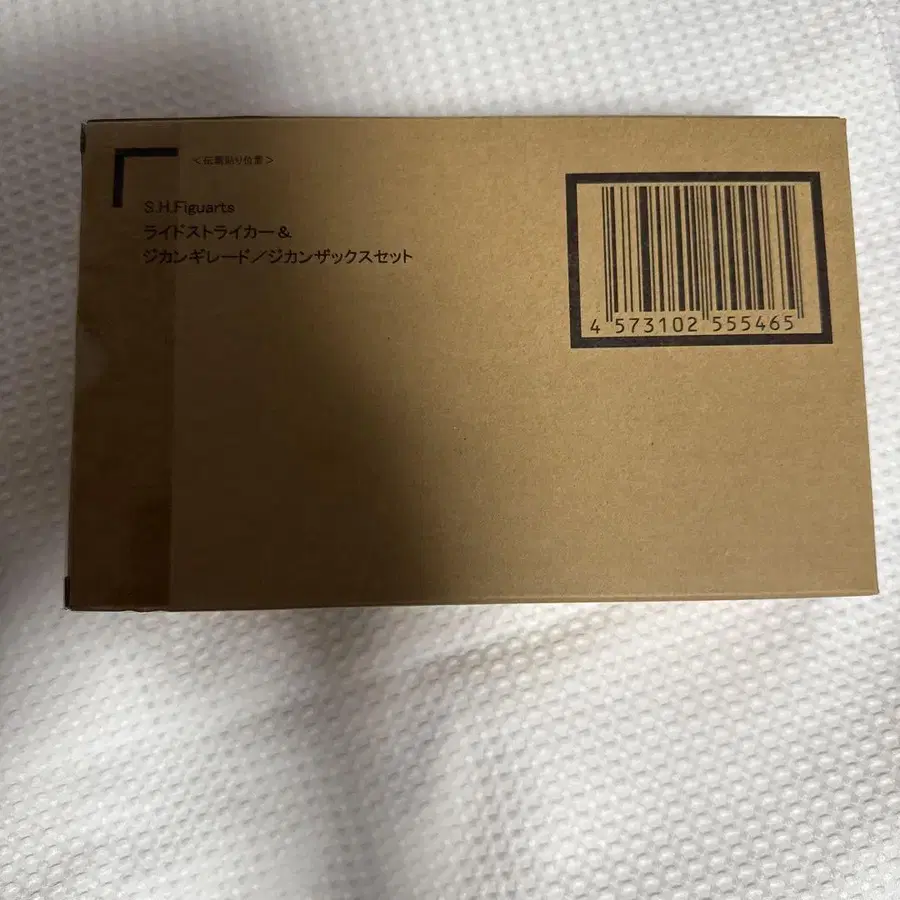 <伝票貼り位置>
S.H.Figuarts
ライドストライカー&
ジカンギレード/ジカンザックスセット
4 573102 555465